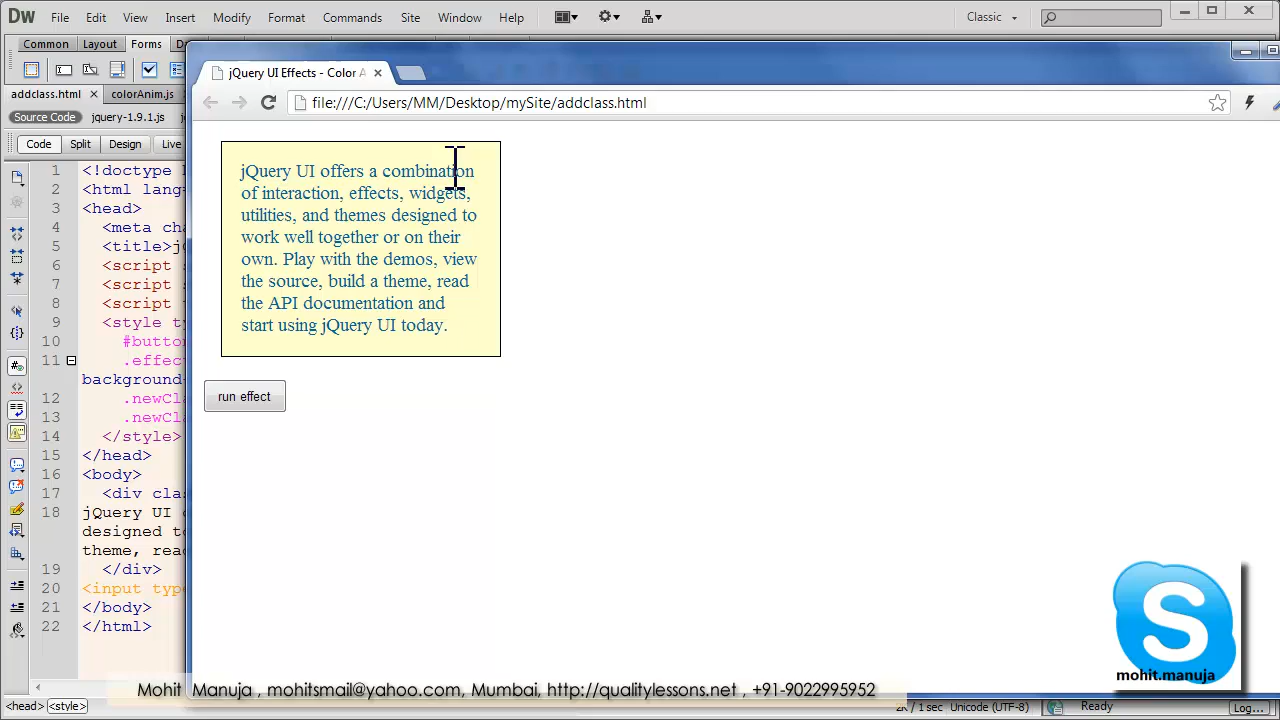 Dw File Edit View Insert Modify Format Commands Site Window Help Classic
Common Layout Forms
addclass.html colorAnim.js
Source Code jquery-1.9.1.js
Code Split Design Live
jQuery UI Effects - Color A
file:///C:/Users/MM/Desktop/mySite/addclass.html
1 <!doctype
2 <html lang=
3 <head>
4 <meta cha
5 <title>j
6 <script s
7 <script s
8 <script
9 <style ty
10 #button
11 .effec
background
12 .newCl
13 .newCl
14 </style>
15 </head>
16 <body>
17 <div clas
18 jQuery UI
designed to
theme, read
19 </div>
20 <input type
21 </body>
22 </html>
jQuery UI offers a combination
of interaction, effects, widgets,
utilities, and themes designed to
work well together or on their
own. Play with the demos, view
the source, build a theme, read
the API documentation and
start using jQuery UI today.
run effect
S
mohit.manuja
Mohit Manuja , mohitsmail@yahoo.com, Mumbai, http://qualitylessons.net , +91-9022995952
<head> <style> / 1 sec Unicode (UTF-8) Ready Log...